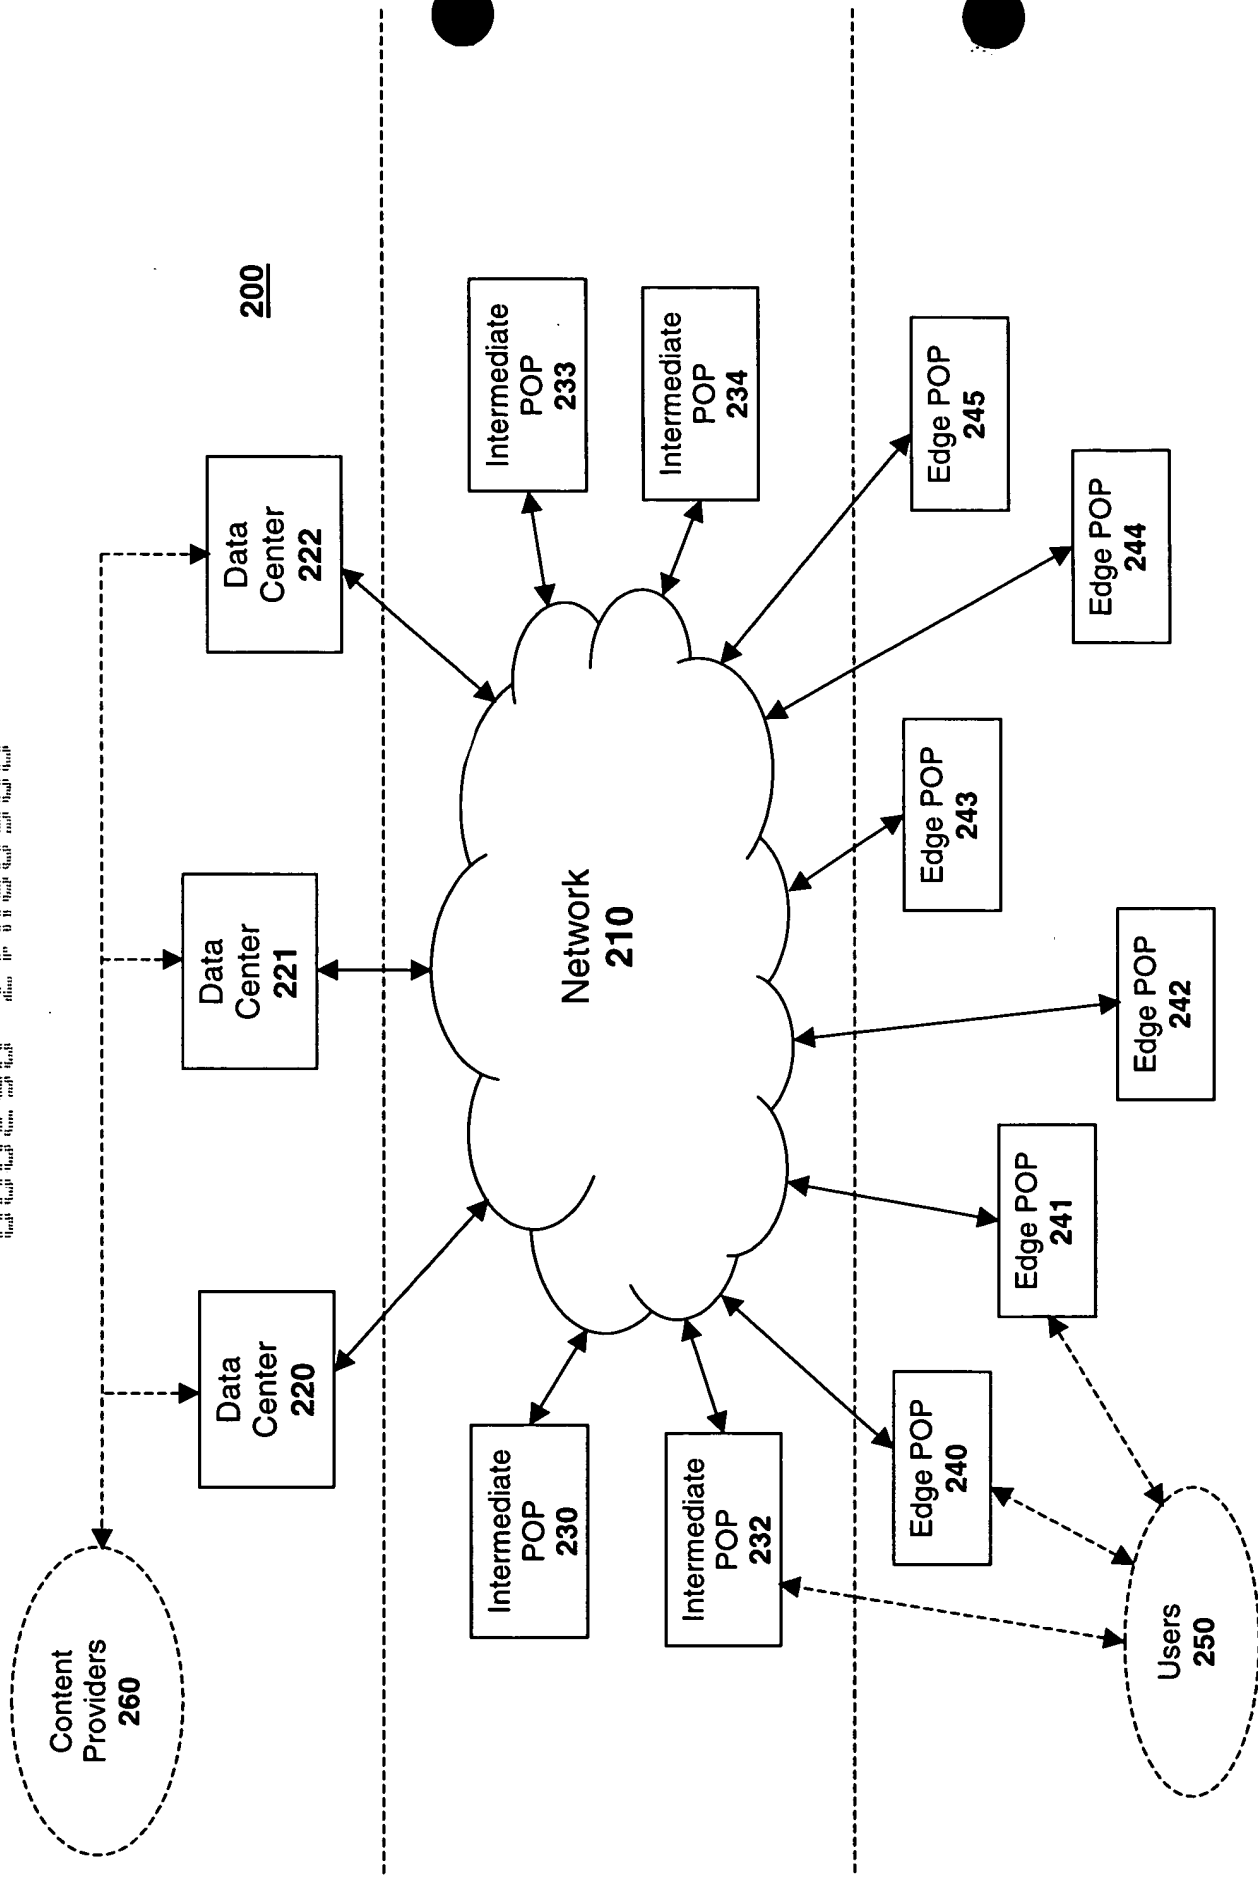 200
Content
Providers
260
Data
Center
220
Data
Center
221
Data
Center
222
Intermediate
POP
230
Intermediate
POP
232
Network
210
Intermediate
POP
233
Intermediate
POP
234
Edge POP
240
Edge POP
241
Edge POP
242
Edge POP
243
Edge POP
244
Edge POP
245
Users
250